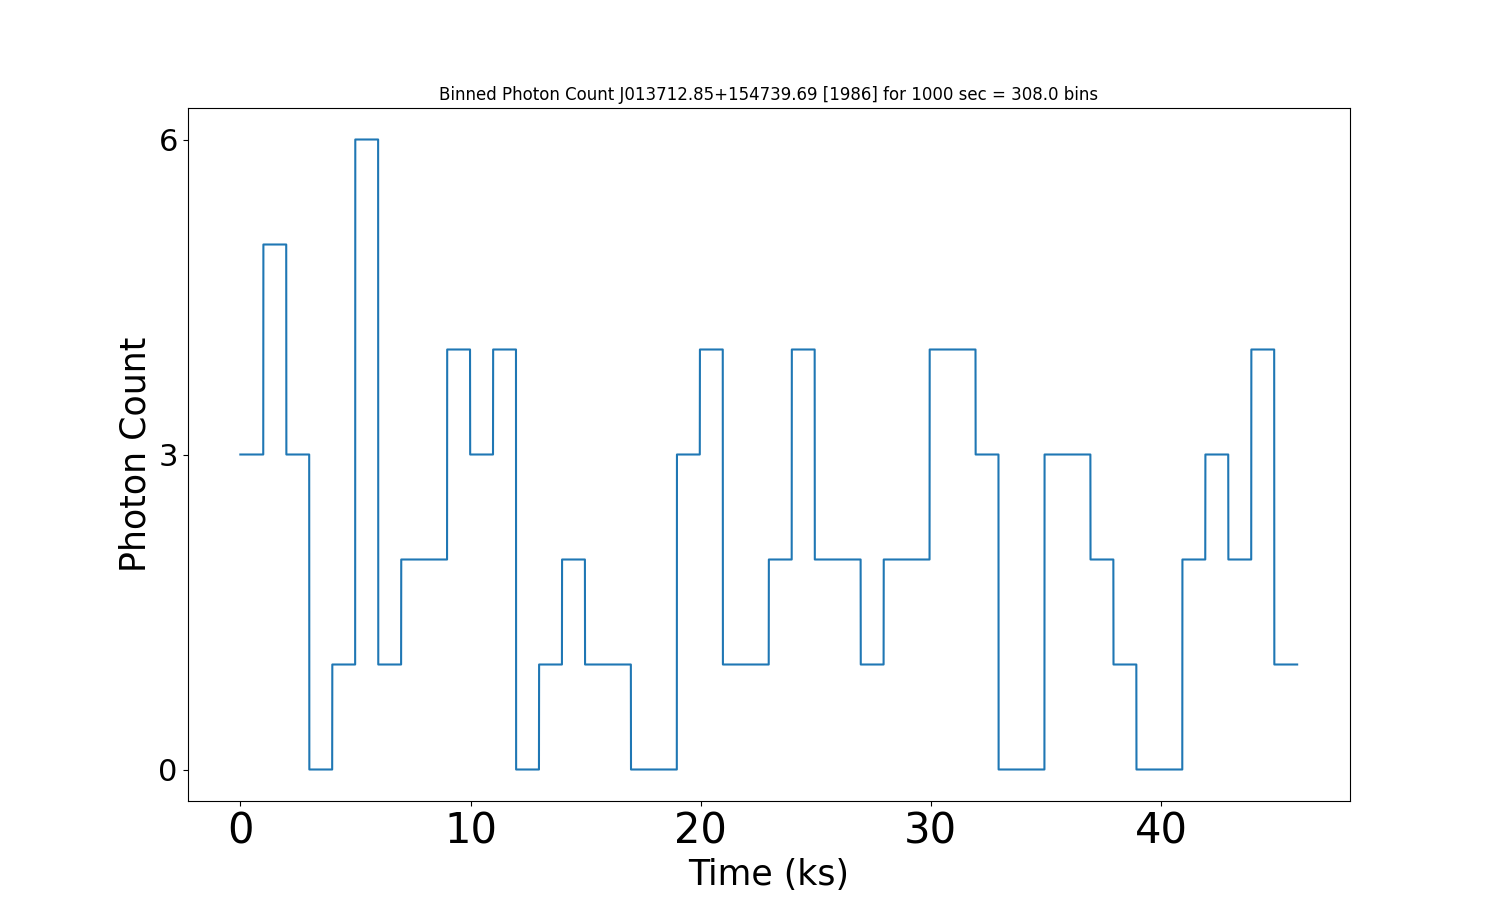 Binned Photon Count J013712.85+154739.69 [1986] for 1000 sec = 308.0 bins
6
3
0
Photon Count
0 10 20 30 40
Time (ks)